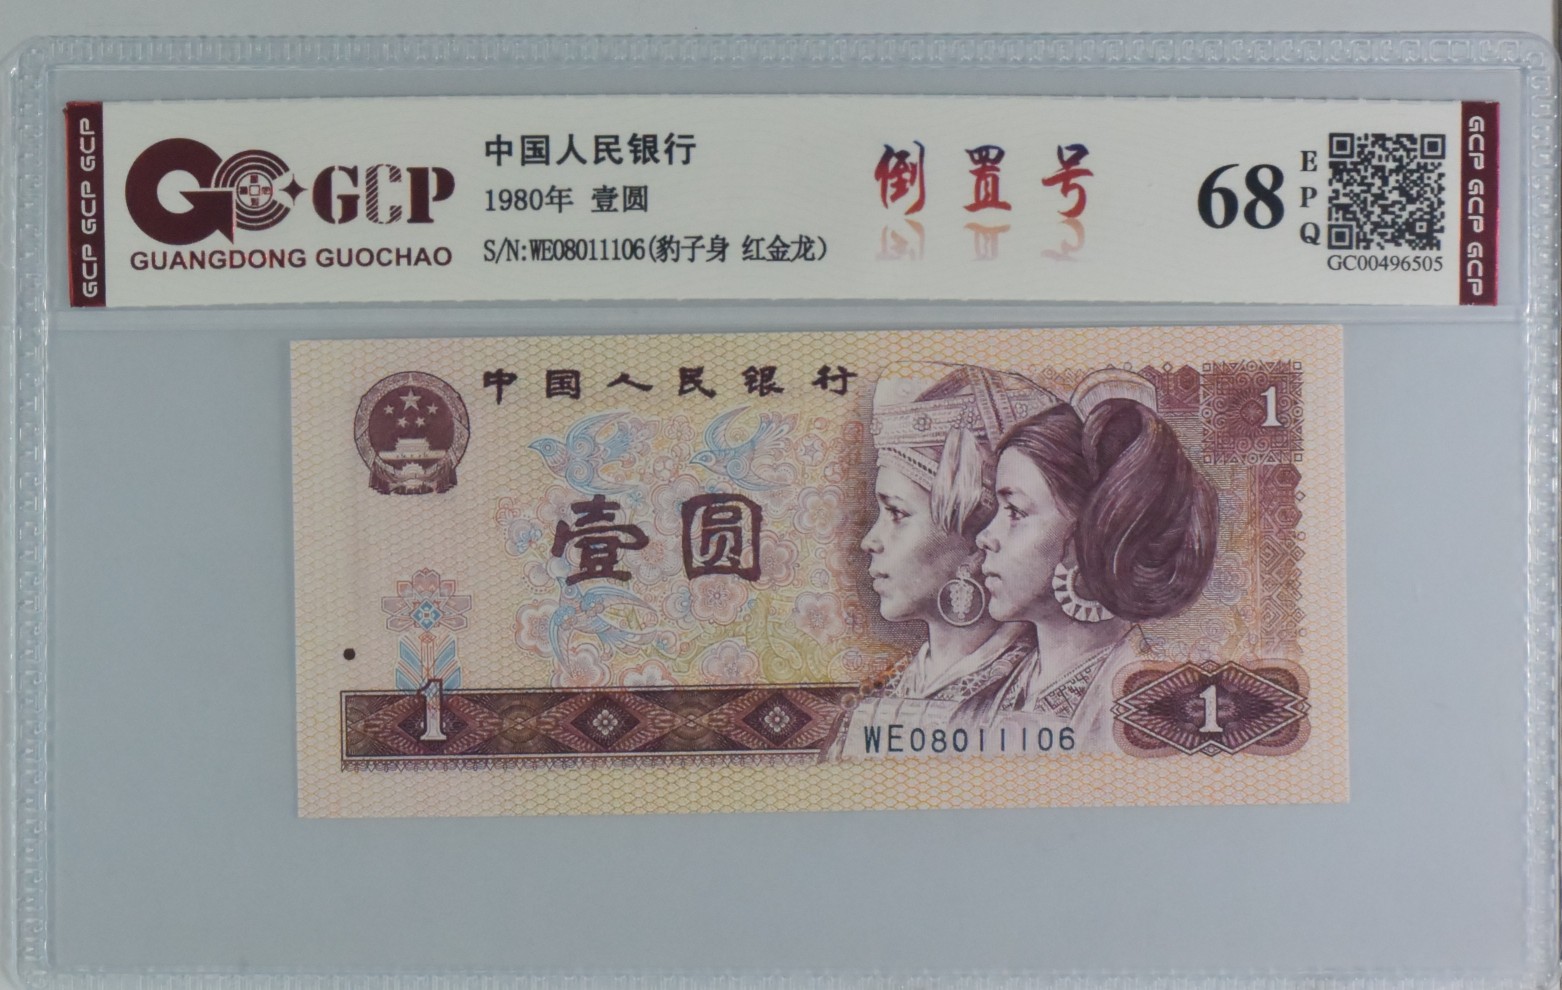 GCP GCP GCP
GCP
GUANGDONG GUOCHAO
中国人民银行
1980年 壹圆
S/N:WE08011106(豹子身 红金龙)
倒置号
68
EPQ
GC00496505
GCP GCP GCP
中国人民银行
1
壹圆
1
WE08011106
1